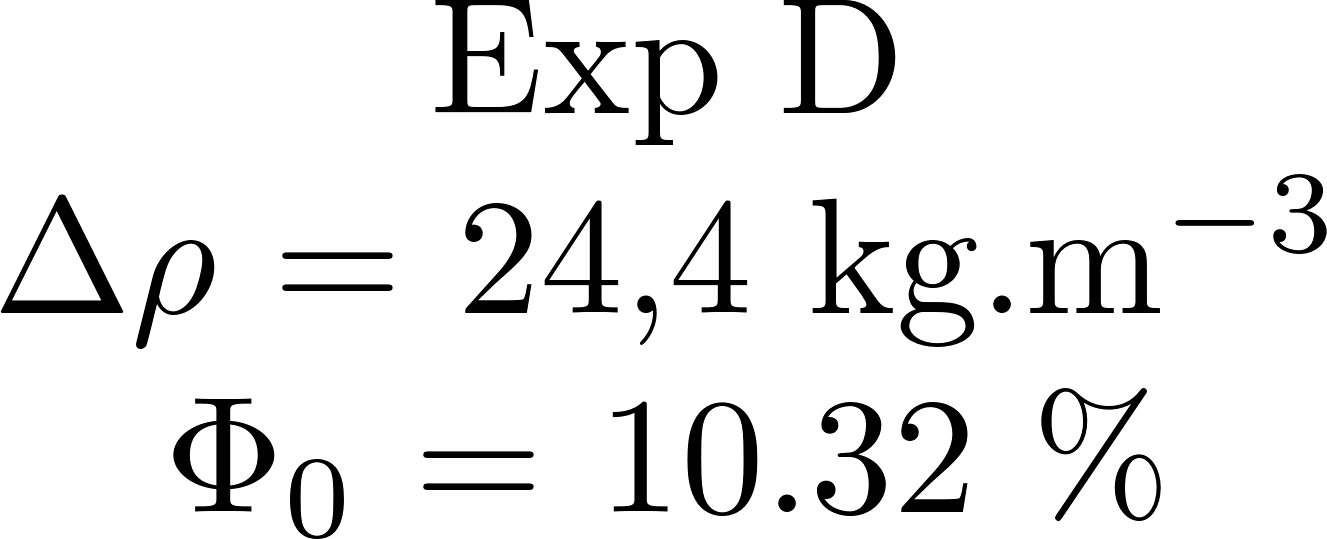 Exp D
Δρ = 24,4 kg.m⁻³
Φ₀ = 10.32 %